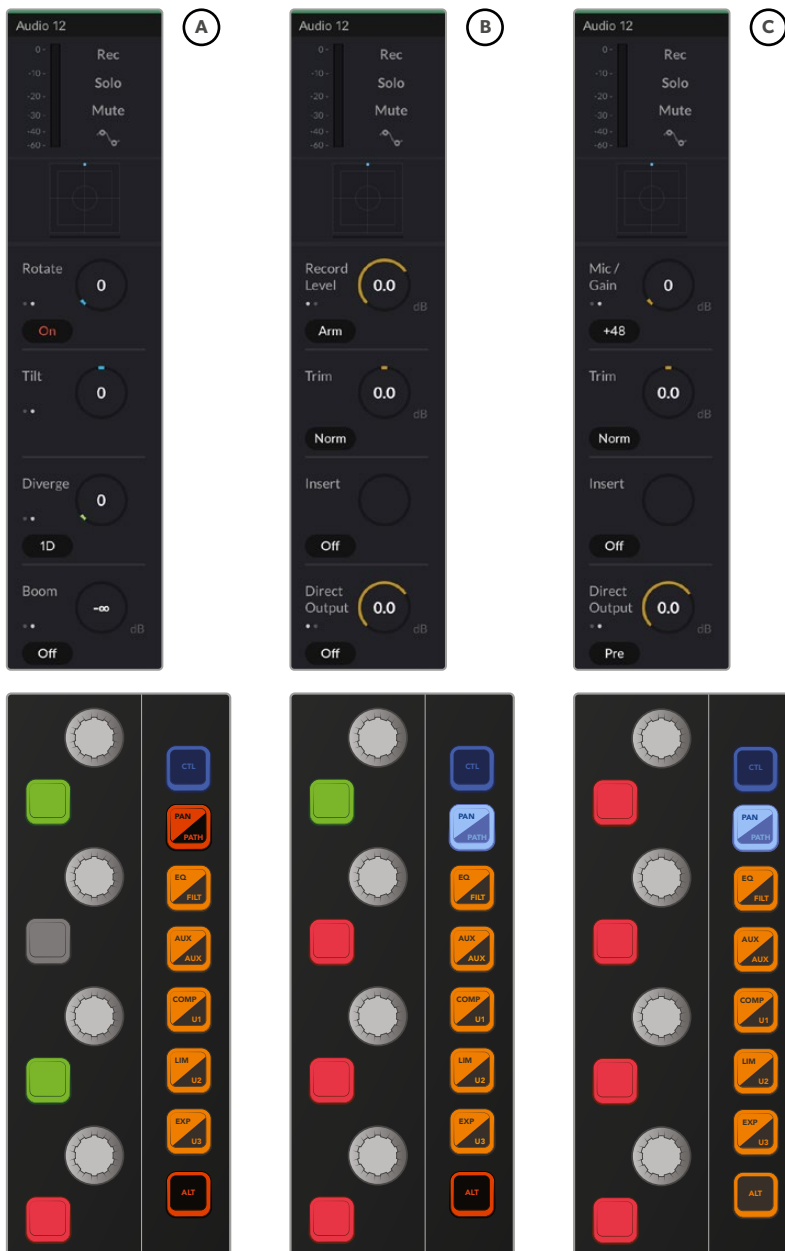 Audio 12
A
0-
Rec
-10-
Solo
-20-
-30-
Mute
-40-
-60-
Rotate
0
On
Tilt
0
Diverge
0
1D
Boom
-∞
dB
Off
Audio 12
B
0-
Rec
-10-
Solo
-20-
-30-
Mute
-40-
-60-
Record
Level
0.0
dB
Arm
Trim
0.0
dB
Norm
Insert
Off
Direct
Output
0.0
dB
Off
Audio 12
C
0-
Rec
-10-
Solo
-20-
-30-
Mute
-40-
-60-
Mic /
Gain
0
dB
+48
Trim
0.0
dB
Norm
Insert
Off
Direct
Output
0.0
dB
Pre
CTL
PAN
PATH
EQ
FILT
AUX
AUX
COMP
U1
LIM
U2
EXP
U3
ALT
CTL
PAN
PATH
EQ
FILT
AUX
AUX
COMP
U1
LIM
U2
EXP
U3
ALT
CTL
PAN
PATH
EQ
FILT
AUX
AUX
COMP
U1
LIM
U2
EXP
U3
ALT